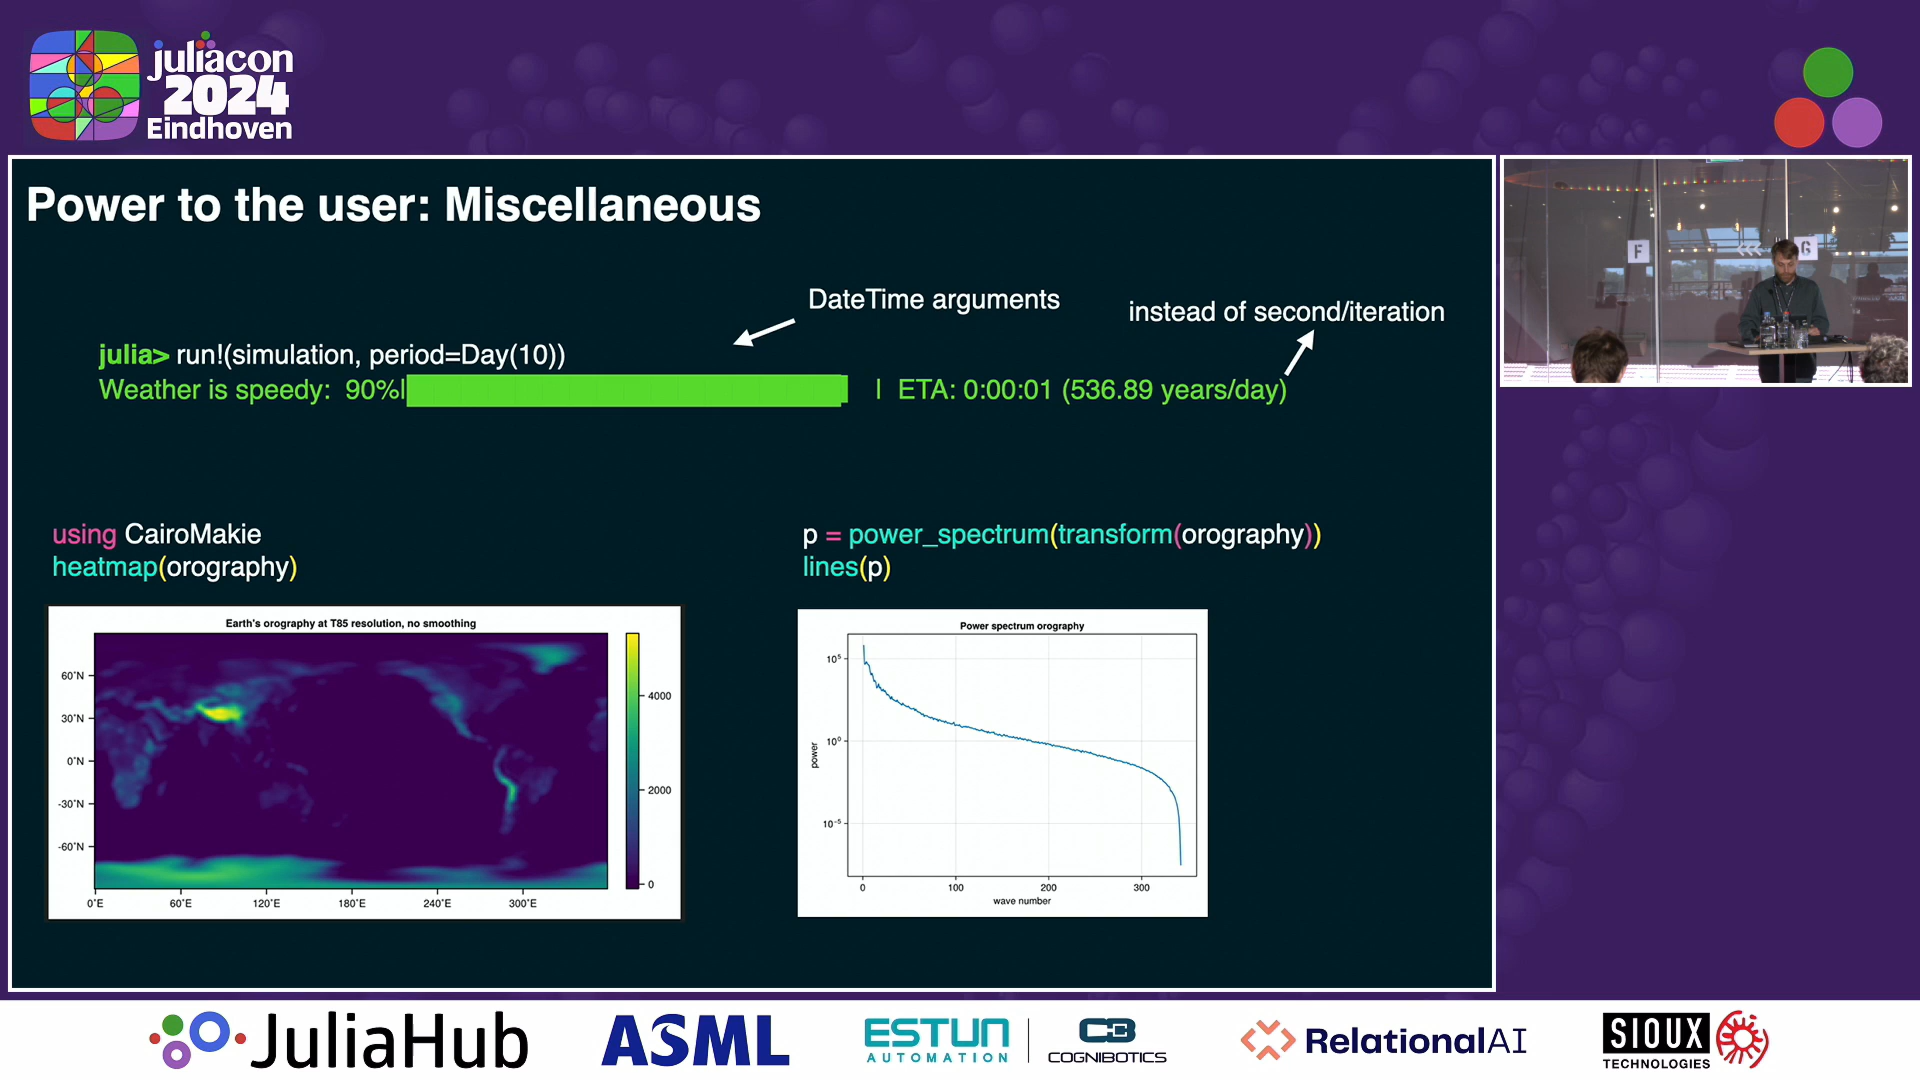 juliacon
2024
Eindhoven
Power to the user: Miscellaneous
DateTime arguments
instead of second/iteration
julia> run!(simulation, period=Day(10))
Weather is speedy: 90%| | ETA: 0:00:01 (536.89 years/day)
using CairoMakie
heatmap(orography)
p = power_spectrum(transform(orography))
lines(p)
Earth's orography at T85 resolution, no smoothing
60°N
30°N
0°N
-30°N
-60°N
0°E 60°E 120°E 180°E 240°E 300°E
4000
2000
0
Power spectrum orography
power
10⁵
10⁰
10⁻⁵
0 100 200 300
wave number
F
G
JuliaHub
ASML
ESTUN
AUTOMATION
COGNIBOTICS
RelationalAI
SIOUX
TECHNOLOGIES